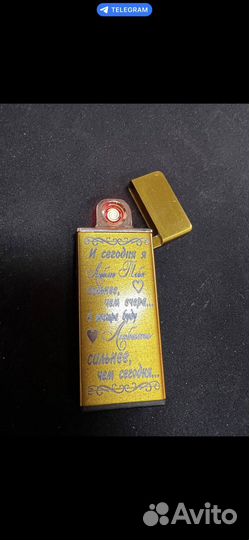 TELEGRAM
И сегодня я
Люблю Тебя
сильнее,
чем вчера...
а завтра буду
Любить
сильнее,
чем сегодня...
Avito